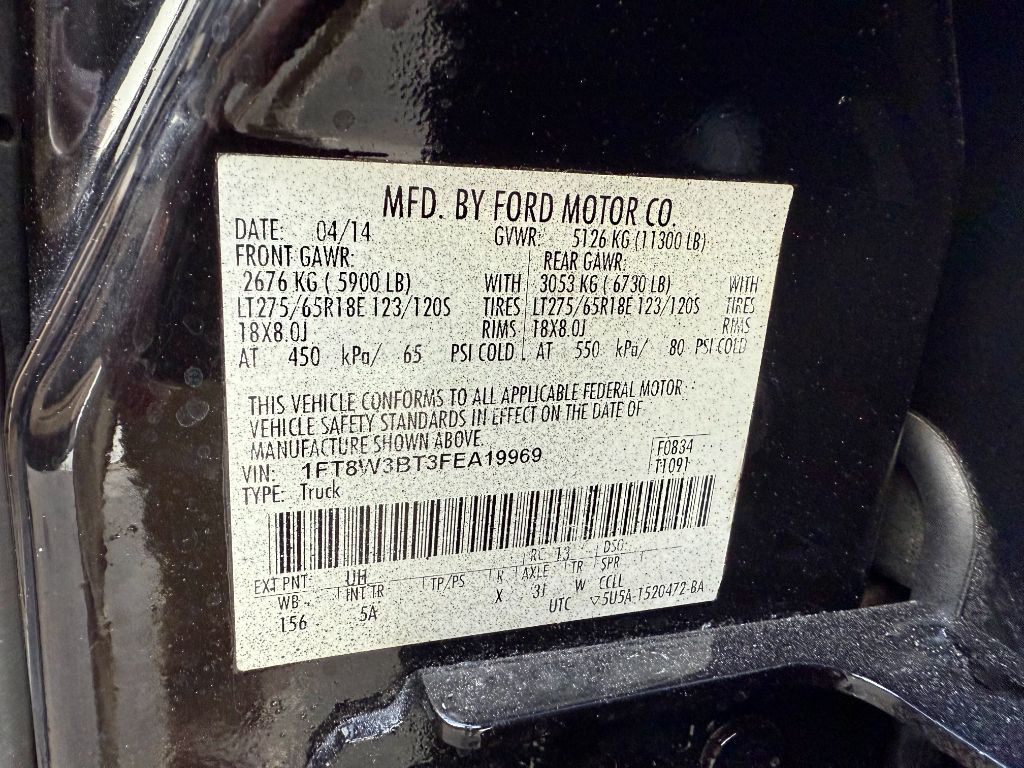 MFD. BY FORD MOTOR CO.
DATE: 04/14 GVWR: 5126 KG (11300 LB)
FRONT GAWR: REAR GAWR:
2676 KG ( 5900 LB) WITH 3053 KG ( 6730 LB) WITH
LT275/65R18E 123/120S TIRES LT275/65R18E 123/120S TIRES
18X8.0J RIMS 18X8.0J RIMS
AT 450 kPa/ 65 PSI COLD AT 550 kPa/ 80 PSI COLD
THIS VEHICLE CONFORMS TO ALL APPLICABLE FEDERAL MOTOR
VEHICLE SAFETY STANDARDS IN EFFECT ON THE DATE OF
MANUFACTURE SHOWN ABOVE.
VIN: 1FT8W3BT3FEA19969 F0834
TYPE: Truck T1091
EXT PNT: UH RC: 13 DSO:
WB INT TR TP/PS R AXLE TR SPR
156 5A X 31 W CCLL
UTC ▽5U5A-1520472-BA